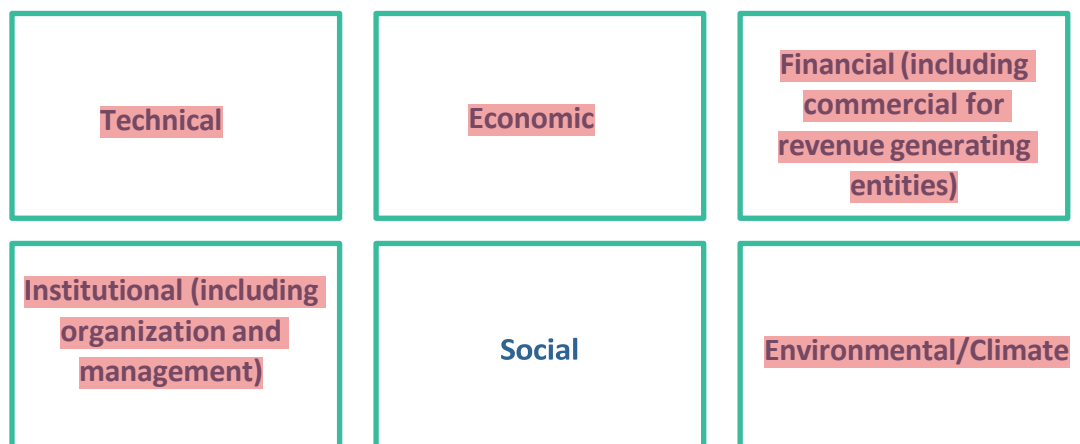 Technical
Economic
Financial (including
commercial for
revenue generating
entities)
Institutional (including
organization and
management)
Social
Environmental/Climate